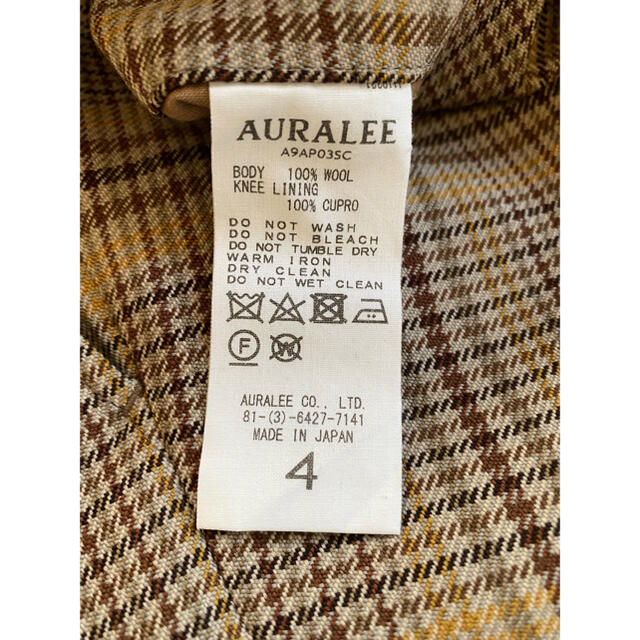 AURALEE
A9AP03SC
BODY 100% WOOL
KNEE LINING
100% CUPRO
DO NOT WASH
DO NOT BLEACH
DO NOT TUMBLE DRY
WARM IRON
DRY CLEAN
DO NOT WET CLEAN
F W
AURALEE CO., LTD.
81-(3)-6427-7141
MADE IN JAPAN
4